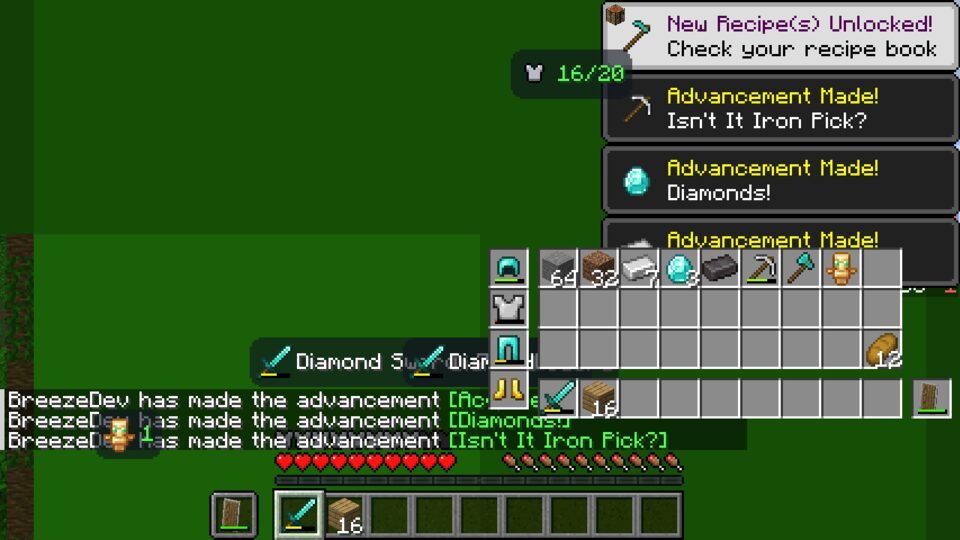 New Recipe(s) Unlocked!
Check your recipe book
16/20
Advancement Made!
Isn't It Iron Pick?
Advancement Made!
Diamonds!
Advancement Made!
64
32
7
3
12
Diamond
BreezeDev has made the advancement
BreezeDev has made the advancement [Diamonds!]
BreezeDev has made the advancement [Isn't It Iron Pick?]
1
16
16